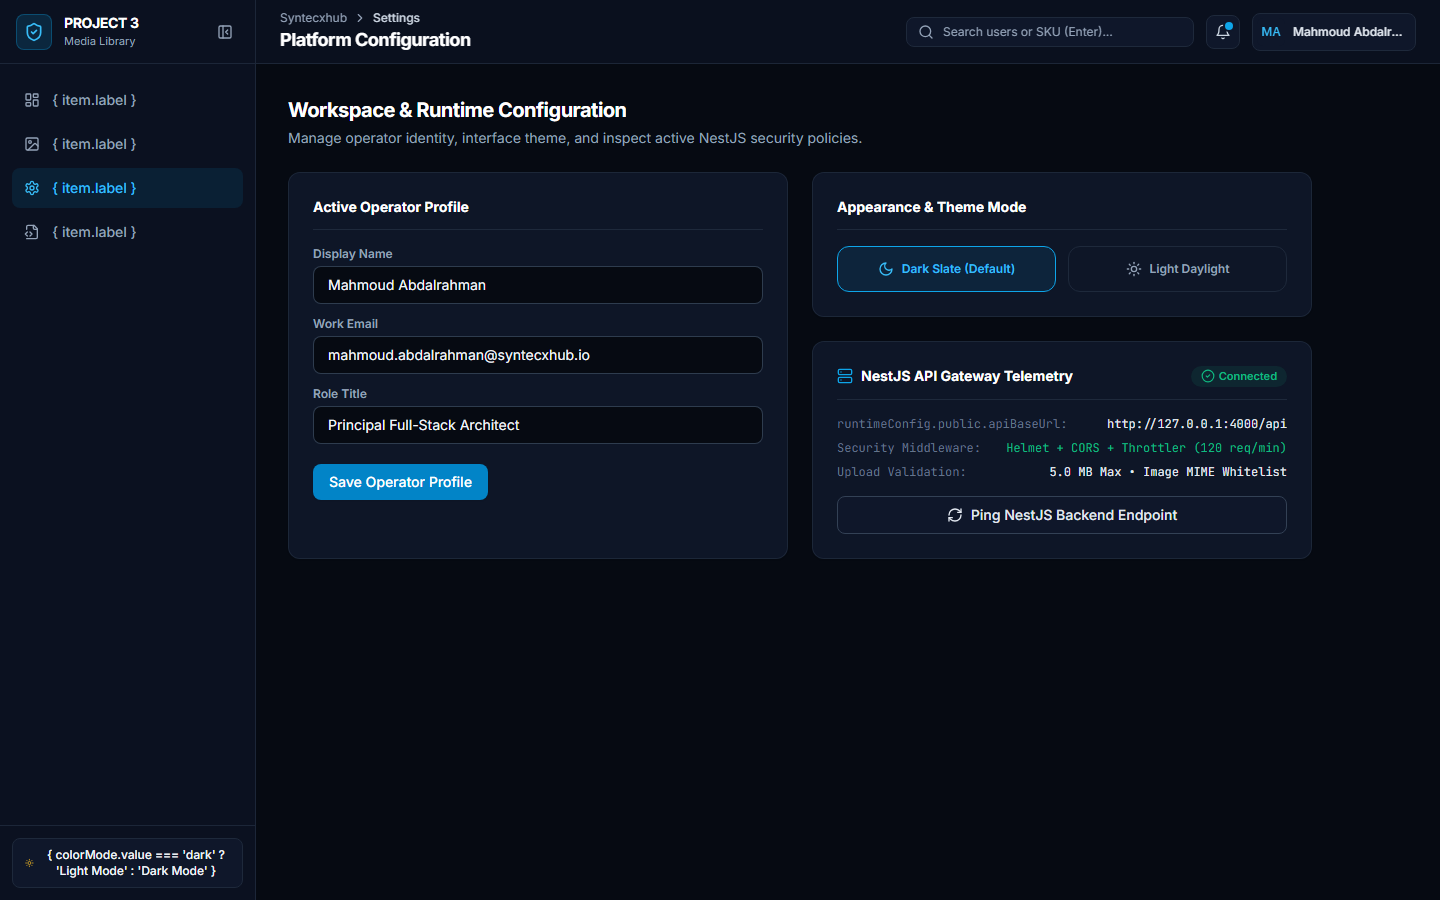 PROJECT 3
Media Library
{ item.label }
{ item.label }
{ item.label }
{ item.label }
{ colorMode.value === 'dark' ?
'Light Mode' : 'Dark Mode' }
Syntecxhub > Settings
Platform Configuration
Search users or SKU (Enter)...
MA Mahmoud Abdalr...
Workspace & Runtime Configuration
Manage operator identity, interface theme, and inspect active NestJS security policies.
Active Operator Profile
Display Name
Mahmoud Abdalrahman
Work Email
mahmoud.abdalrahman@syntecxhub.io
Role Title
Principal Full-Stack Architect
Save Operator Profile
Appearance & Theme Mode
Dark Slate (Default)
Light Daylight
NestJS API Gateway Telemetry
Connected
runtimeConfig.public.apiBaseUrl: http://127.0.0.1:4000/api
Security Middleware: Helmet + CORS + Throttler (120 req/min)
Upload Validation: 5.0 MB Max • Image MIME Whitelist
Ping NestJS Backend Endpoint